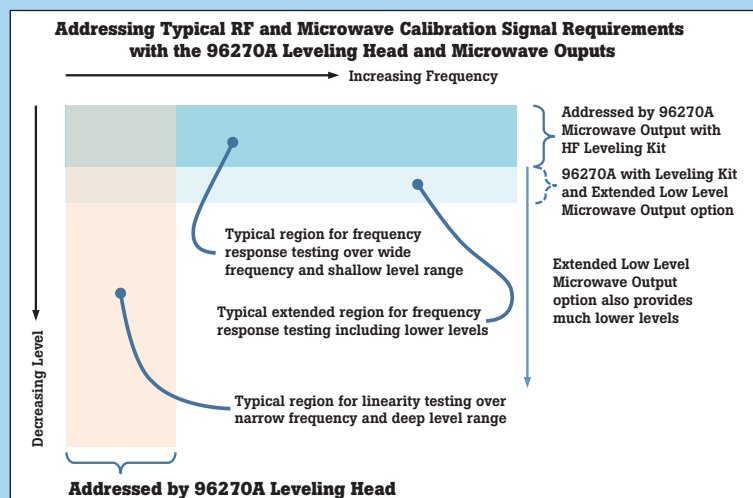 Addressing Typical RF and Microwave Calibration Signal Requirements
with the 96270A Leveling Head and Microwave Ouputs
Increasing Frequency
Decreasing Level
Addressed by 96270A
Microwave Output with
HF Leveling Kit
96270A with Leveling Kit
and Extended Low Level
Microwave Output option
Typical region for frequency
response testing over wide
frequency and shallow level range
Extended Low Level
Microwave Output
option also provides
much lower levels
Typical extended region for frequency
response testing including lower levels
Typical region for linearity testing over
narrow frequency and deep level range
Addressed by 96270A Leveling Head